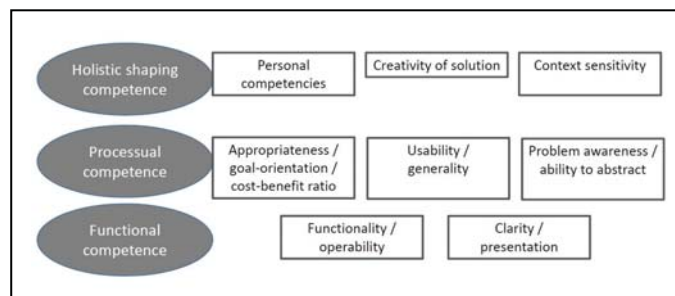 Holistic shaping
competence
Personal
competencies
Creativity of solution
Context sensitivity
Processual
competence
Appropriateness /
goal-orientation /
cost-benefit ratio
Usability /
generality
Problem awareness /
ability to abstract
Functional
competence
Functionality /
operability
Clarity /
presentation